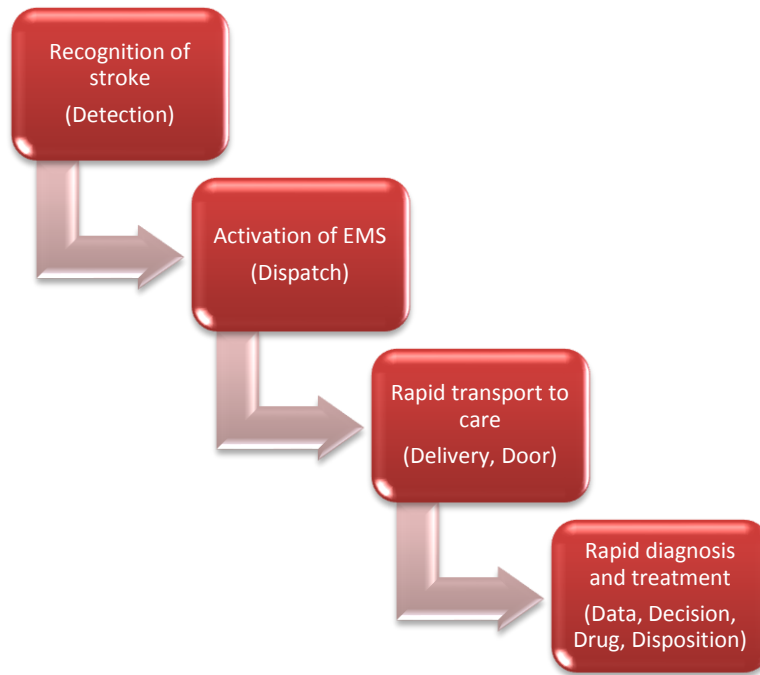 Recognition of
stroke
(Detection)
Activation of EMS
(Dispatch)
Rapid transport to
care
(Delivery, Door)
Rapid diagnosis
and treatment
(Data, Decision,
Drug, Disposition)